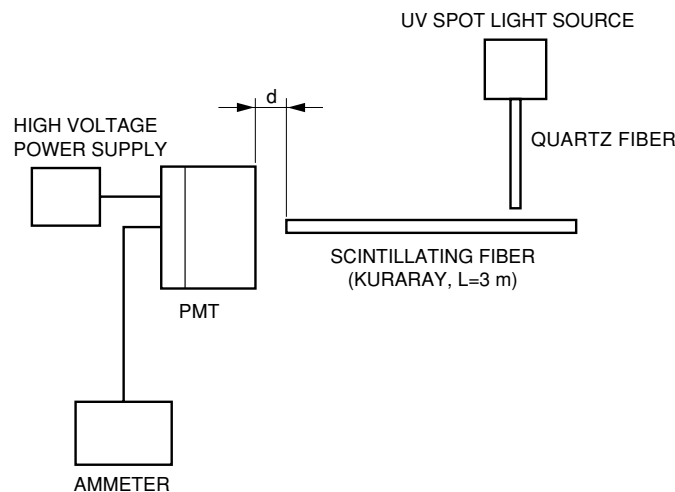 UV SPOT LIGHT SOURCE
d
HIGH VOLTAGE
POWER SUPPLY
QUARTZ FIBER
SCINTILLATING FIBER
(KURARAY, L=3 m)
PMT
AMMETER